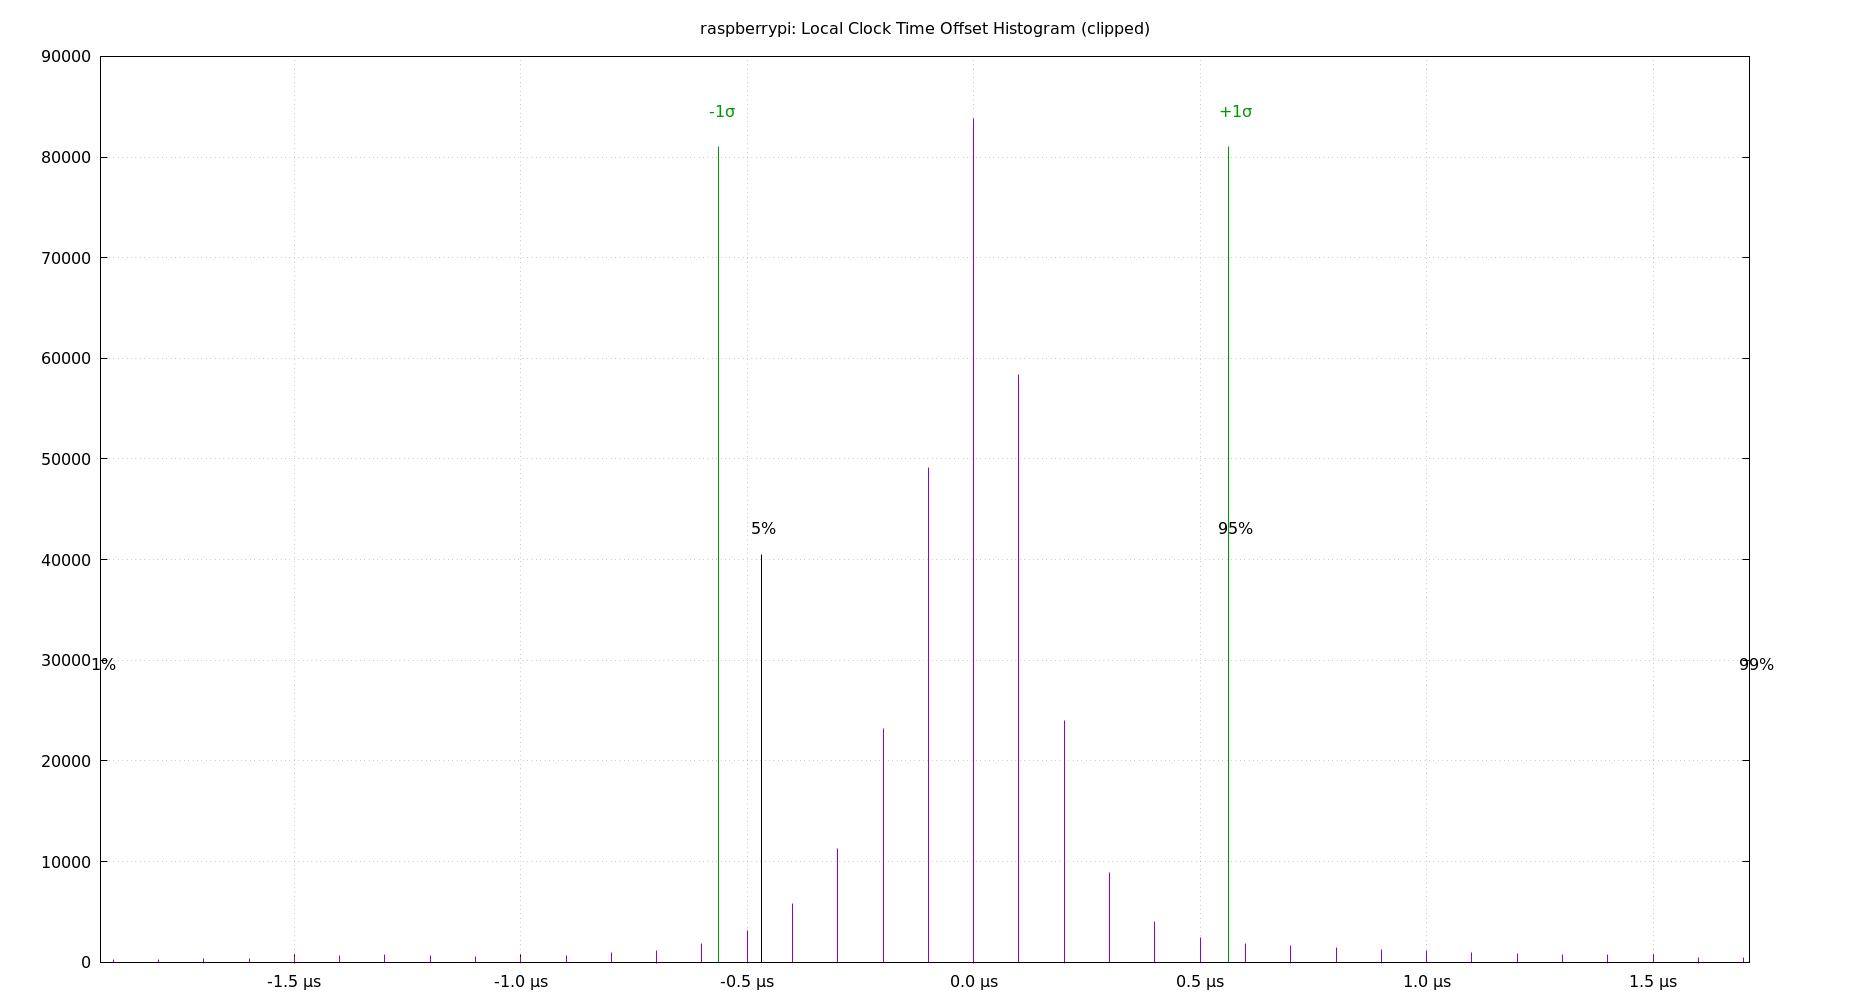 raspberrypi: Local Clock Time Offset Histogram (clipped)
90000
-1σ
+1σ
80000
70000
60000
50000
5%
95%
40000
30000
1%
99%
20000
10000
0
-1.5 µs
-1.0 µs
-0.5 µs
0.0 µs
0.5 µs
1.0 µs
1.5 µs